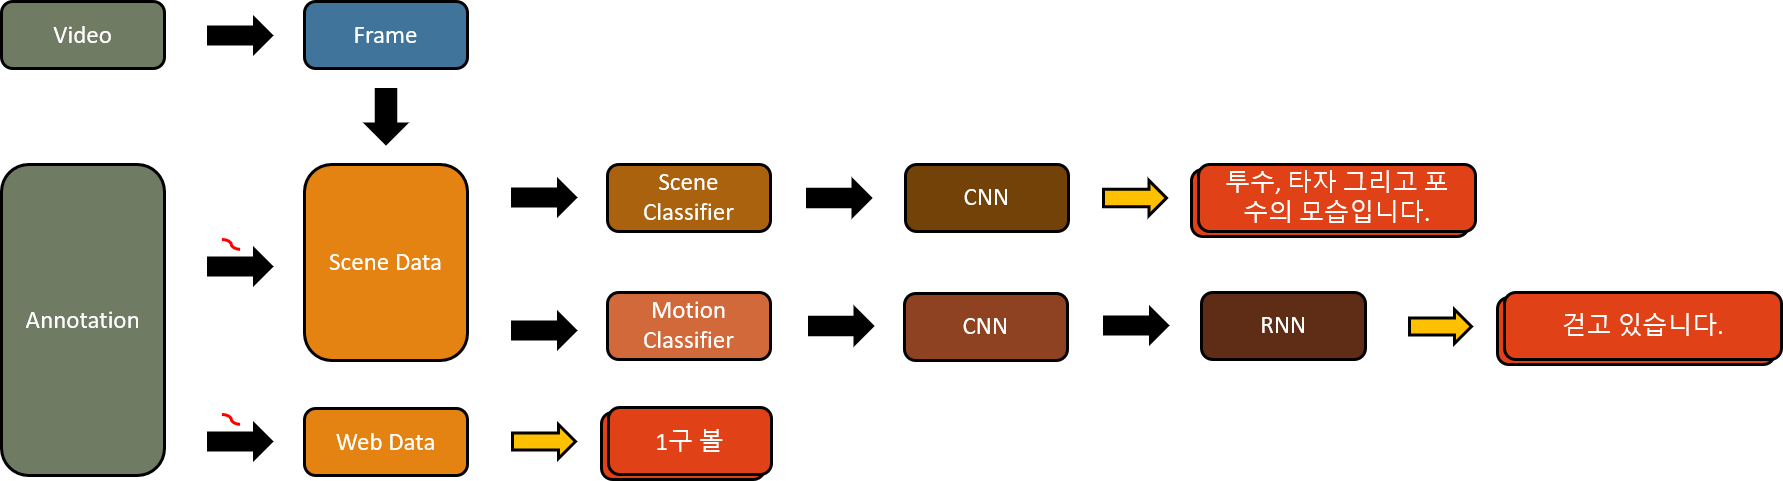 Video
Frame
Annotation
Scene Data
Scene
Classifier
CNN
투수, 타자 그리고 포
수의 모습입니다.
Motion
Classifier
CNN
RNN
걷고 있습니다.
Web Data
1구 볼